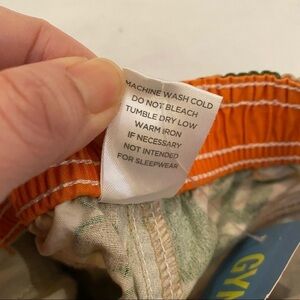 MACHINE WASH COLD
DO NOT BLEACH
TUMBLE DRY LOW
WARM IRON
IF NECESSARY
NOT INTENDED
FOR SLEEPWEAR